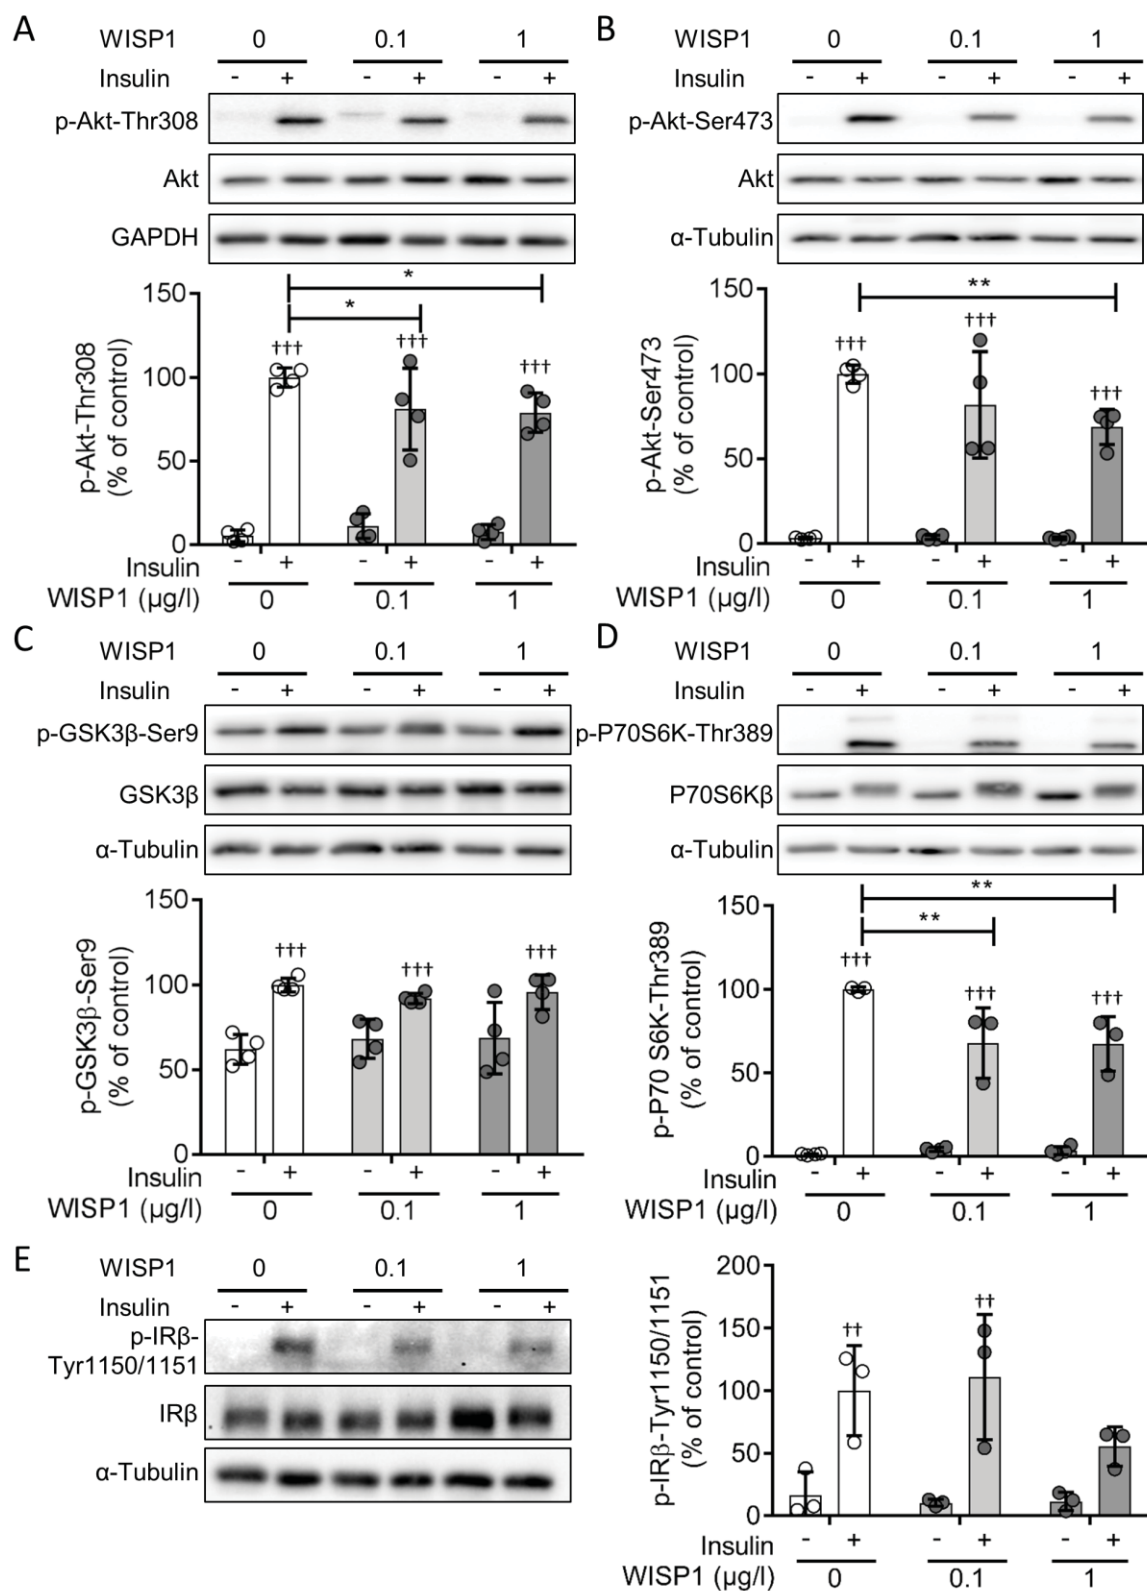 A
WISP1 0 0.1 1
Insulin - + - + - +
p-Akt-Thr308
Akt
GAPDH
* 
*
††† ††† †††
150
100
50
0
p-Akt-Thr308
(% of control)
Insulin - + - + - +
WISP1 (µg/l) 0 0.1 1
B
WISP1 0 0.1 1
Insulin - + - + - +
p-Akt-Ser473
Akt
α-Tubulin
**
††† ††† †††
150
100
50
0
p-Akt-Ser473
(% of control)
Insulin - + - + - +
WISP1 (µg/l) 0 0.1 1
C
WISP1 0 0.1 1
Insulin - + - + - +
p-GSK3β-Ser9
GSK3β
α-Tubulin
††† ††† †††
150
100
50
0
p-GSK3β-Ser9
(% of control)
Insulin - + - + - +
WISP1 (µg/l) 0 0.1 1
D
WISP1 0 0.1 1
Insulin - + - + - +
p-P70S6K-Thr389
P70S6Kβ
α-Tubulin
**
**
††† ††† †††
150
100
50
0
p-P70 S6K-Thr389
(% of control)
Insulin - + - + - +
WISP1 (µg/l) 0 0.1 1
E
WISP1 0 0.1 1
Insulin - + - + - +
p-IRβ-
Tyr1150/1151
IRβ
α-Tubulin
†† ††
200
150
100
50
0
p-IRβ-Tyr1150/1151
(% of control)
Insulin - + - + - +
WISP1 (µg/l) 0 0.1 1